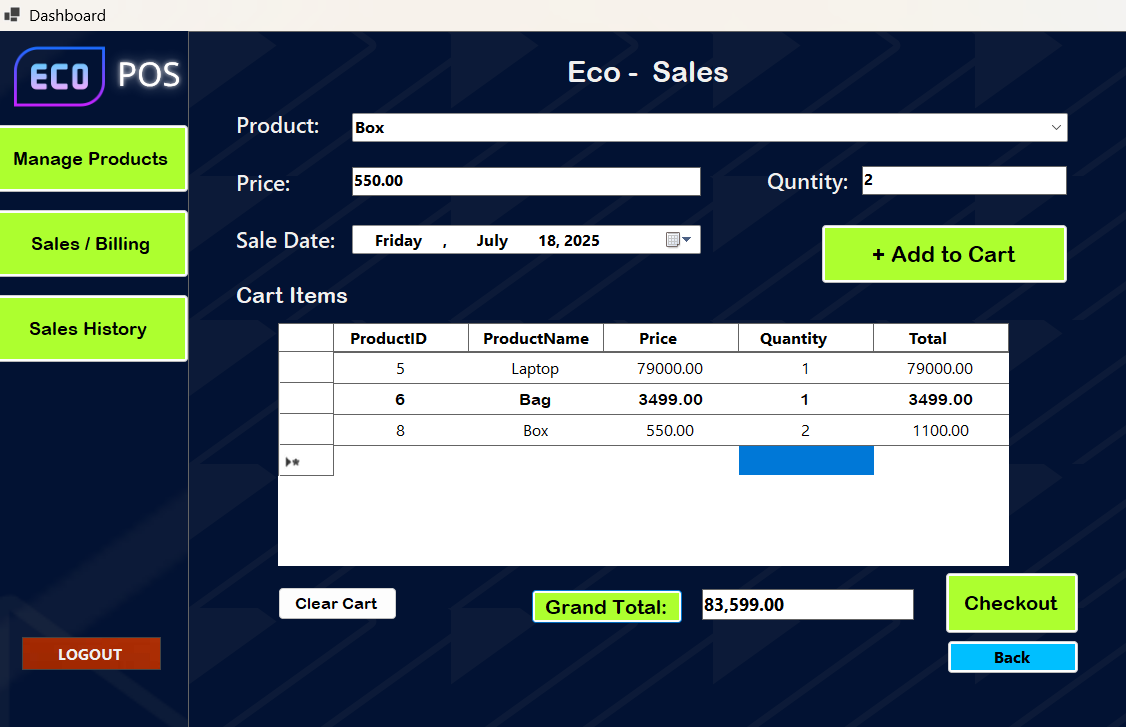 Dashboard
ECO POS
Eco - Sales
Product: Box
Manage Products
Price: 550.00 Quntity: 2
Sales / Billing
Sale Date: Friday , July 18, 2025
+ Add to Cart
Cart Items
Sales History
ProductID ProductName Price Quantity Total
5 Laptop 79000.00 1 79000.00
6 Bag 3499.00 1 3499.00
8 Box 550.00 2 1100.00
Clear Cart Grand Total: 83,599.00 Checkout
LOGOUT Back